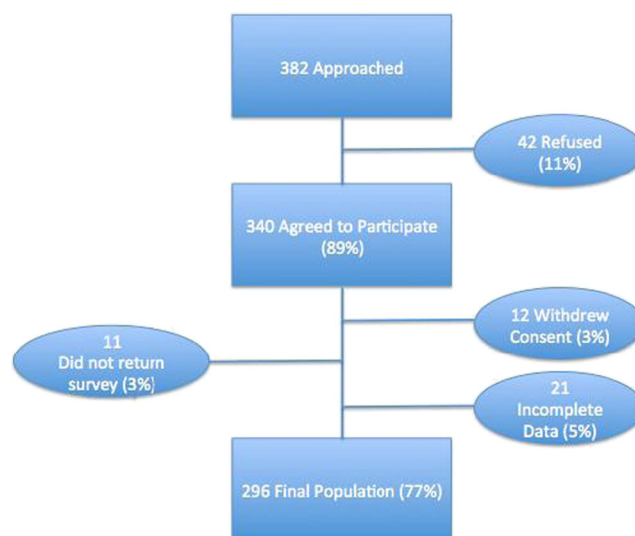 382 Approached
42 Refused
(11%)
340 Agreed to Participate
(89%)
12 Withdrew
Consent (3%)
11
Did not return
survey (3%)
21
Incomplete
Data (5%)
296 Final Population (77%)